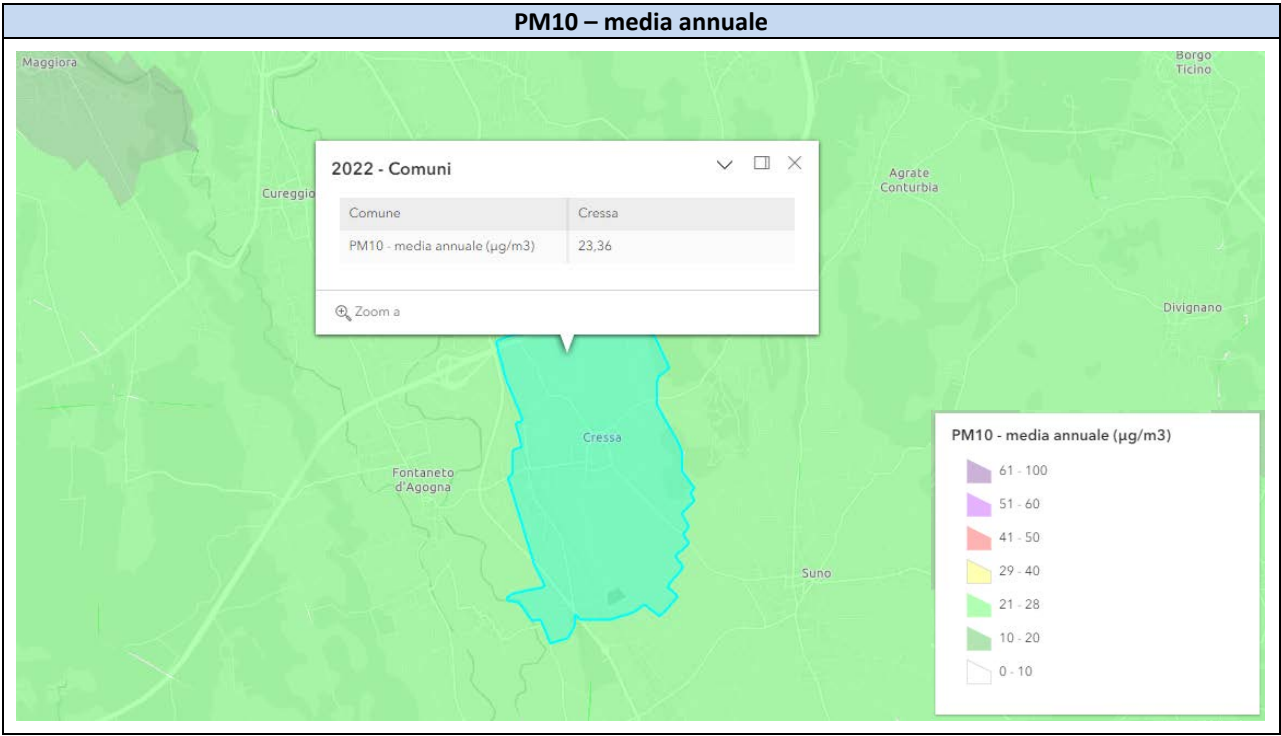 PM10 – media annuale
Maggiora
Borgo
Ticino
2022 - Comuni
Agrate
Conturbia
Cureggio
Comune Cressa
PM10 - media annuale (µg/m3) 23,36
Zoom a
Divignano
Cressa
Fontaneto
d'Agogna
Suno
PM10 - media annuale (µg/m3)
61 - 100
51 - 60
41 - 50
29 - 40
21 - 28
10 - 20
0 - 10